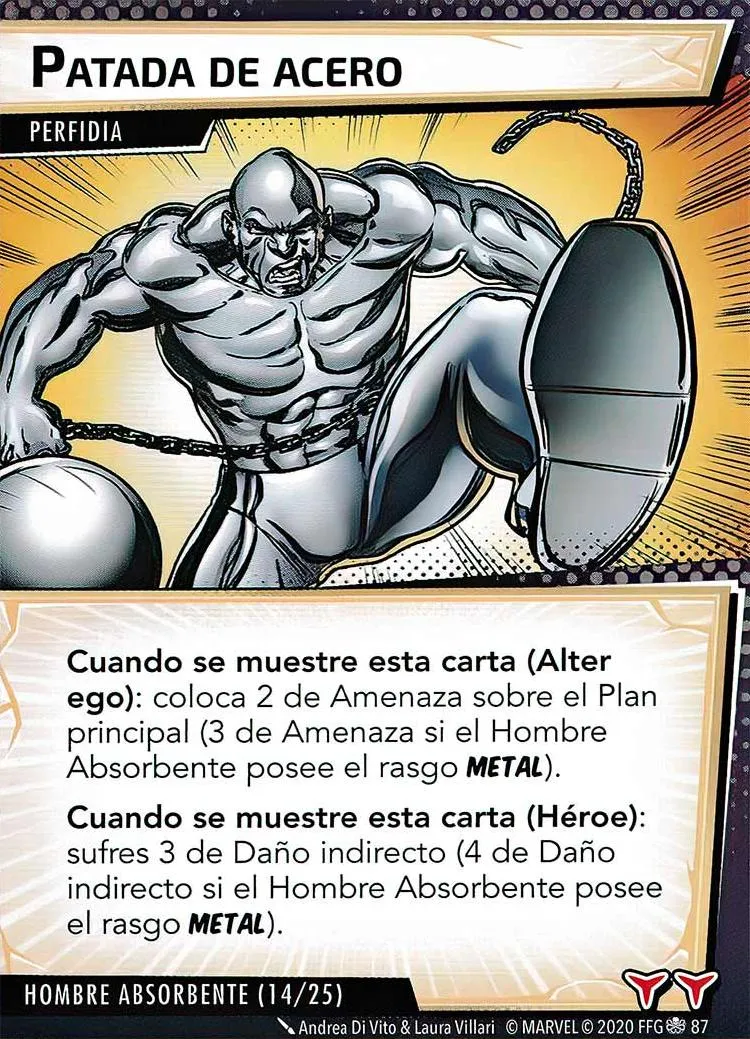 PATADA DE ACERO
PERFIDIA
Cuando se muestre esta carta (Alter
ego): coloca 2 de Amenaza sobre el Plan
principal (3 de Amenaza si el Hombre
Absorbente posee el rasgo METAL).
Cuando se muestre esta carta (Héroe):
sufres 3 de Daño indirecto (4 de Daño
indirecto si el Hombre Absorbente posee
el rasgo METAL).
HOMBRE ABSORBENTE (14/25)
Andrea Di Vito & Laura Villari © MARVEL © 2020 FFG 87